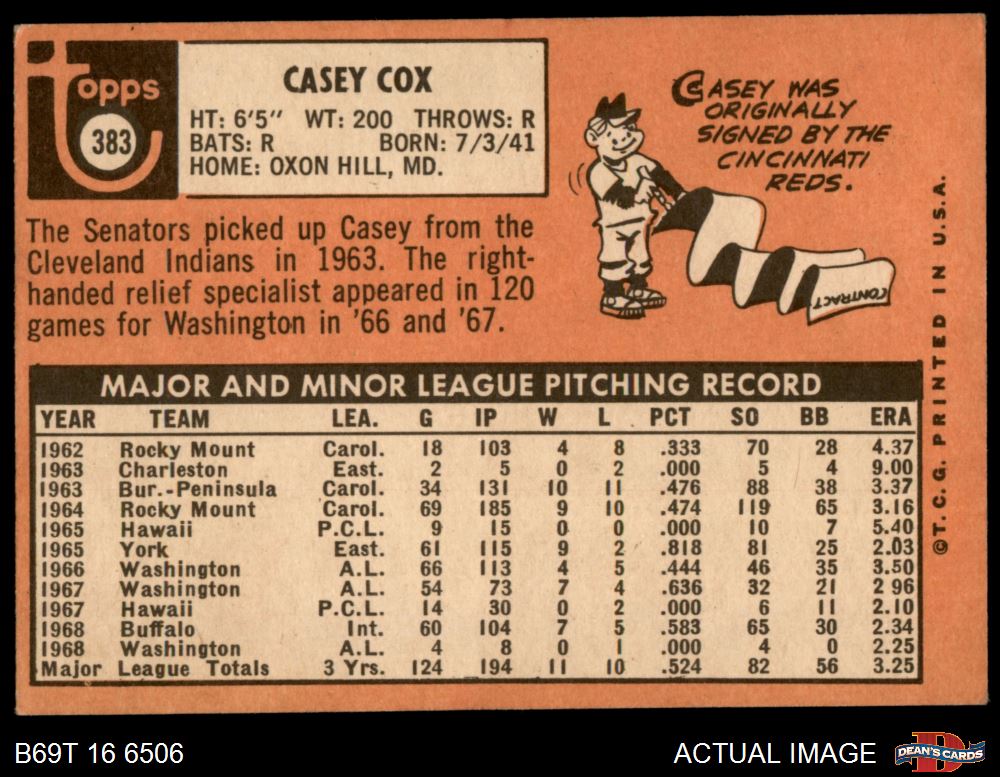 topps
383
CASEY COX
HT: 6'5" WT: 200 THROWS: R
BATS: R BORN: 7/3/41
HOME: OXON HILL, MD.
CASEY WAS
ORIGINALLY
SIGNED BY THE
CINCINNATI
REDS.
CONTRACT
The Senators picked up Casey from the
Cleveland Indians in 1963. The right-
handed relief specialist appeared in 120
games for Washington in '66 and '67.
MAJOR AND MINOR LEAGUE PITCHING RECORD
YEAR TEAM LEA. G IP W L PCT SO BB ERA
1962 Rocky Mount Carol. 18 103 4 8 .333 70 28 4.37
1963 Charleston East. 2 5 0 2 .000 5 4 9.00
1963 Bur.-Peninsula Carol. 34 131 10 11 .476 88 38 3.37
1964 Rocky Mount Carol. 69 185 9 10 .474 119 65 3.16
1965 Hawaii P.C.L. 9 15 0 0 .000 10 7 5.40
1965 York East. 61 115 9 2 .818 81 25 2.03
1966 Washington A.L. 66 113 4 5 .444 46 35 3.50
1967 Washington A.L. 54 73 7 4 .636 32 21 2 96
1967 Hawaii P.C.L. 14 30 0 2 .000 6 11 2.10
1968 Buffalo Int. 60 104 7 5 .583 65 30 2.34
1968 Washington A.L. 4 8 0 1 .000 4 0 2.25
Major League Totals 3 Yrs. 124 194 11 10 .524 82 56 3.25
© T. C. G. PRINTED IN U.S.A.
B69T 16 6506
ACTUAL IMAGE
DEAN'S CARDS